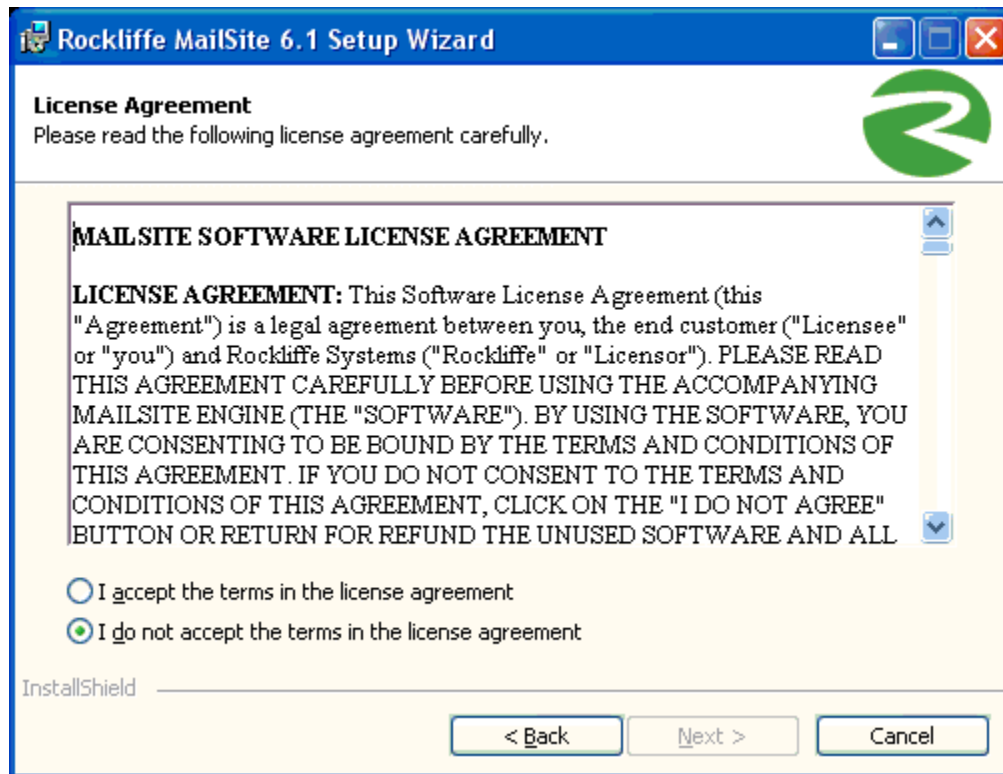 Rockliffe MailSite 6.1 Setup Wizard
License Agreement
Please read the following license agreement carefully.
MAILSITE SOFTWARE LICENSE AGREEMENT
LICENSE AGREEMENT: This Software License Agreement (this
"Agreement") is a legal agreement between you, the end customer ("Licensee"
or "you") and Rockliffe Systems ("Rockliffe" or "Licensor"). PLEASE READ
THIS AGREEMENT CAREFULLY BEFORE USING THE ACCOMPANYING
MAILSITE ENGINE (THE "SOFTWARE"). BY USING THE SOFTWARE, YOU
ARE CONSENTING TO BE BOUND BY THE TERMS AND CONDITIONS OF
THIS AGREEMENT. IF YOU DO NOT CONSENT TO THE TERMS AND
CONDITIONS OF THIS AGREEMENT, CLICK ON THE "I DO NOT AGREE"
BUTTON OR RETURN FOR REFUND THE UNUSED SOFTWARE AND ALL
I accept the terms in the license agreement
I do not accept the terms in the license agreement
InstallShield
< Back Next > Cancel